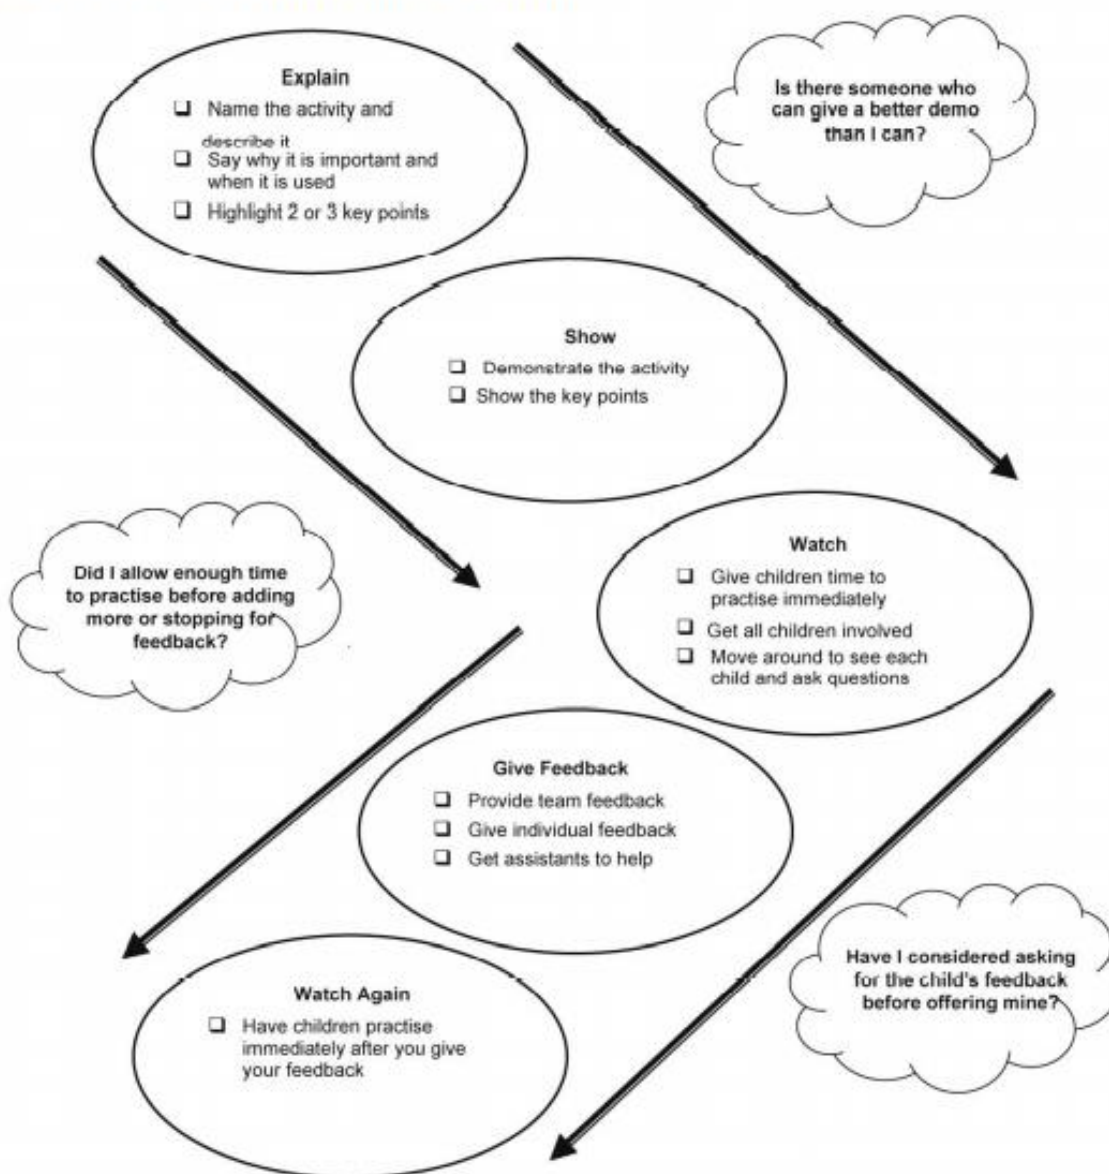 Explain
❑ Name the activity and
describe it
❑ Say why it is important and
when it is used
❑ Highlight 2 or 3 key points
Is there someone who
can give a better demo
than I can?
Show
❑ Demonstrate the activity
❑ Show the key points
Did I allow enough time
to practise before adding
more or stopping for
feedback?
Watch
❑ Give children time to
practise immediately
❑ Get all children involved
❑ Move around to see each
child and ask questions
Give Feedback
❑ Provide team feedback
❑ Give individual feedback
❑ Get assistants to help
Have I considered asking
for the child's feedback
before offering mine?
Watch Again
❑ Have children practise
immediately after you give
your feedback